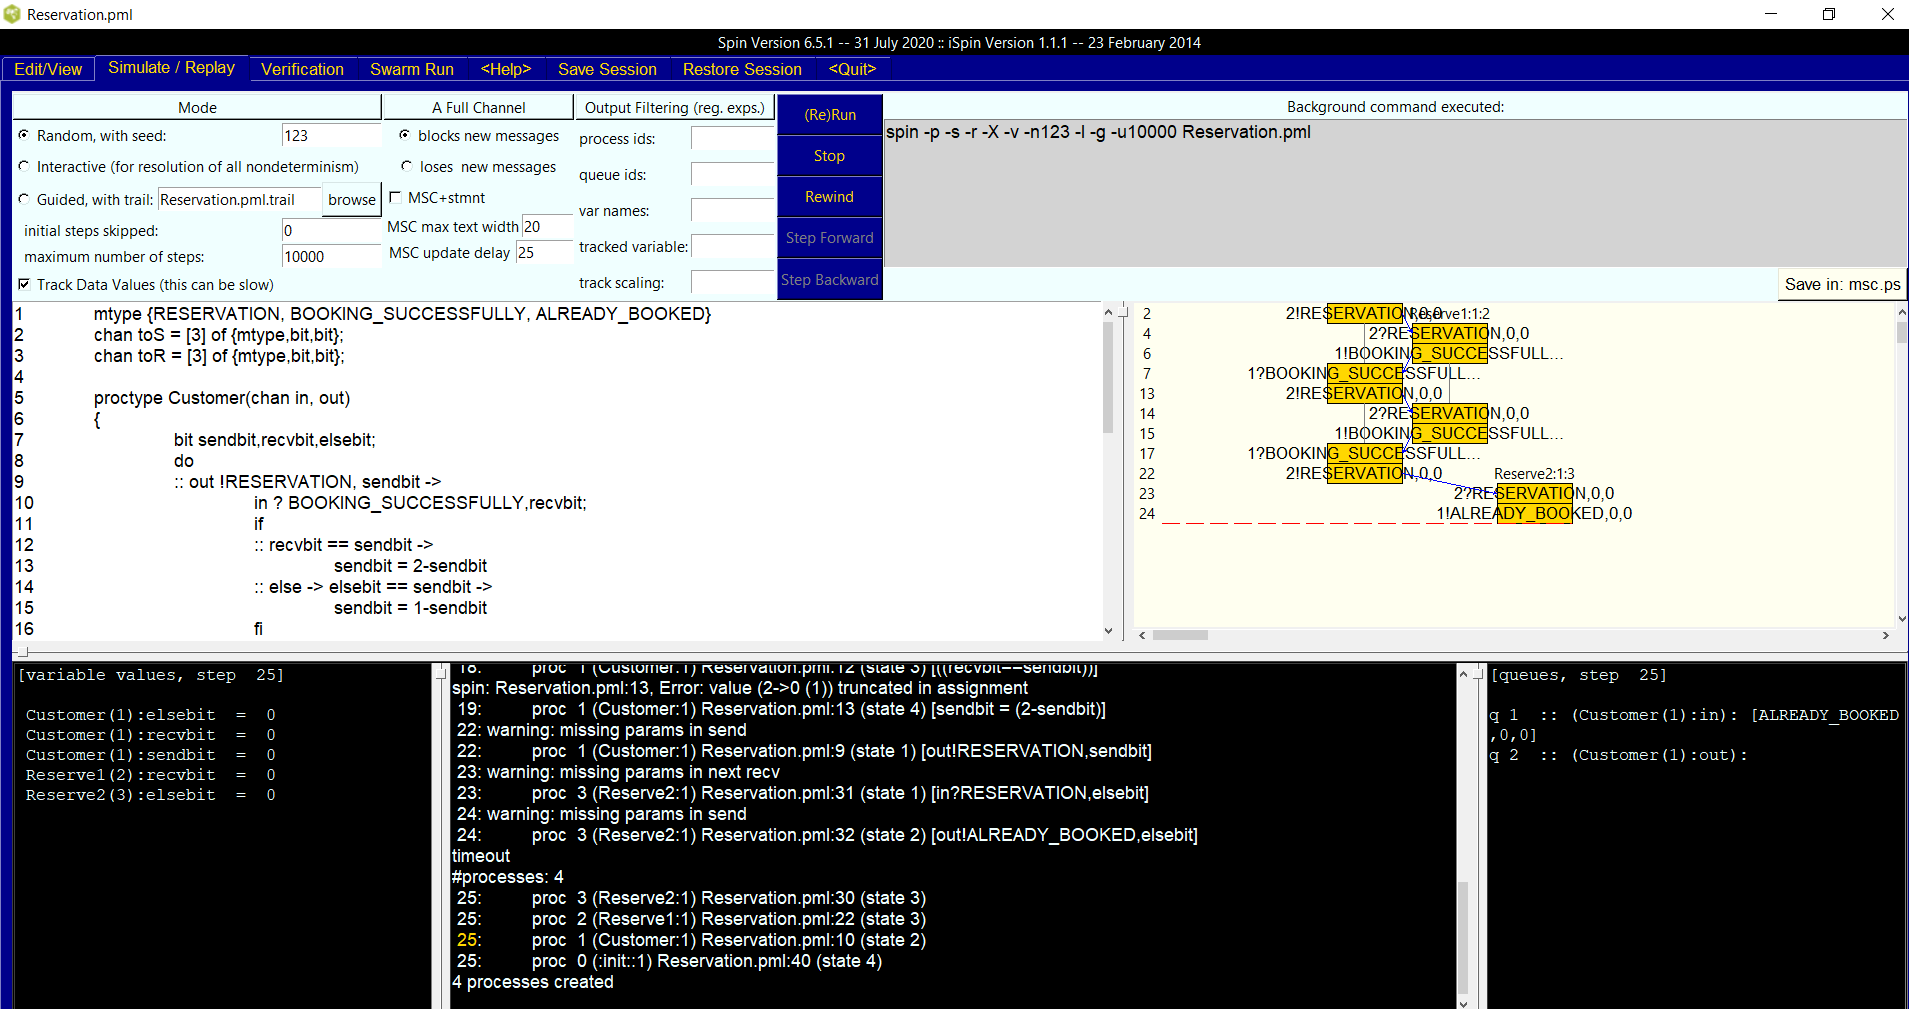 Reservation.pml
Spin Version 6.5.1 -- 31 July 2020 :: iSpin Version 1.1.1 -- 23 February 2014
Edit/View Simulate / Replay Verification Swarm Run <Help> Save Session Restore Session <Quit>
Mode
Random, with seed: 123
Interactive (for resolution of all nondeterminism)
Guided, with trail: Reservation.pml.trail browse
initial steps skipped: 0
maximum number of steps: 10000
Track Data Values (this can be slow)
A Full Channel
blocks new messages
loses new messages
MSC+stmnt
MSC max text width 20
MSC update delay 25
Output Filtering (reg. exps.)
process ids:
queue ids:
var names:
tracked variable:
track scaling:
(Re)Run
Stop
Rewind
Step Forward
Step Backward
Background command executed:
spin -p -s -r -X -v -n123 -l -g -u10000 Reservation.pml
Save in: msc.ps
1 mtype {RESERVATION, BOOKING_SUCCESSFULLY, ALREADY_BOOKED}
2 chan toS = [3] of {mtype,bit,bit};
3 chan toR = [3] of {mtype,bit,bit};
4
5 proctype Customer(chan in, out)
6 {
7 bit sendbit,recvbit,elsebit;
8 do
9 :: out !RESERVATION, sendbit ->
10 in ? BOOKING_SUCCESSFULLY,recvbit;
11 if
12 :: recvbit == sendbit ->
13 sendbit = 2-sendbit
14 :: else -> elsebit == sendbit ->
15 sendbit = 1-sendbit
16 fi
2 2!RESERVATION,0,0 Reserve1:1:2
4 2?RESERVATION,0,0
6 1!BOOKING_SUCCESSFULL...
7 1?BOOKING_SUCCESSFULL...
13 2!RESERVATION,0,0
14 2?RESERVATION,0,0
15 1!BOOKING_SUCCESSFULL...
17 1?BOOKING_SUCCESSFULL...
22 2!RESERVATION,0,0 Reserve2:1:3
23 2?RESERVATION,0,0
24 1!ALREADY_BOOKED,0,0
[variable values, step 25]
Customer(1):elsebit = 0
Customer(1):recvbit = 0
Customer(1):sendbit = 0
Reserve1(2):recvbit = 0
Reserve2(3):elsebit = 0
18: proc 1 (Customer:1) Reservation.pml:12 (state 3) [((recvbit==sendbit))]
spin: Reservation.pml:13, Error: value (2->0 (1)) truncated in assignment
19: proc 1 (Customer:1) Reservation.pml:13 (state 4) [sendbit = (2-sendbit)]
22: warning: missing params in send
22: proc 1 (Customer:1) Reservation.pml:9 (state 1) [out!RESERVATION,sendbit]
23: warning: missing params in next recv
23: proc 3 (Reserve2:1) Reservation.pml:31 (state 1) [in?RESERVATION,elsebit]
24: warning: missing params in send
24: proc 3 (Reserve2:1) Reservation.pml:32 (state 2) [out!ALREADY_BOOKED,elsebit]
timeout
#processes: 4
25: proc 3 (Reserve2:1) Reservation.pml:30 (state 3)
25: proc 2 (Reserve1:1) Reservation.pml:22 (state 3)
25: proc 1 (Customer:1) Reservation.pml:10 (state 2)
25: proc 0 (:init::1) Reservation.pml:40 (state 4)
4 processes created
[queues, step 25]
q 1 :: (Customer(1):in): [ALREADY_BOOKED
,0,0]
q 2 :: (Customer(1):out):